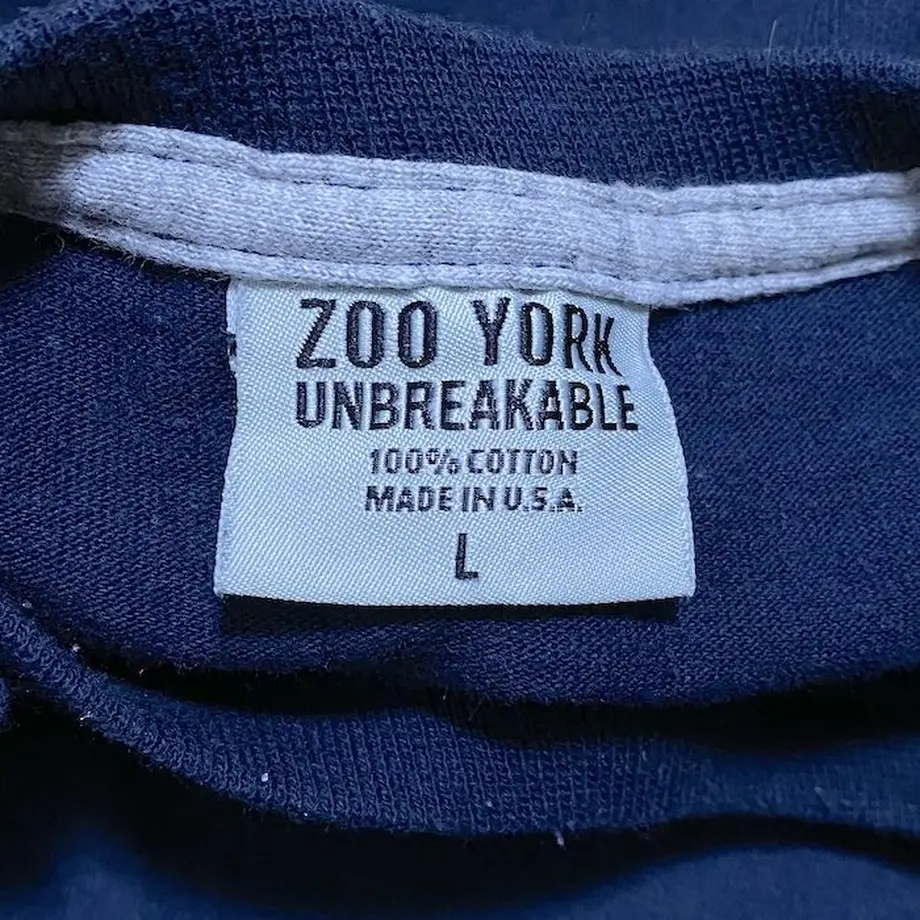 ZOO YORK
UNBREAKABLE
100% COTTON
MADE IN U.S.A.
L